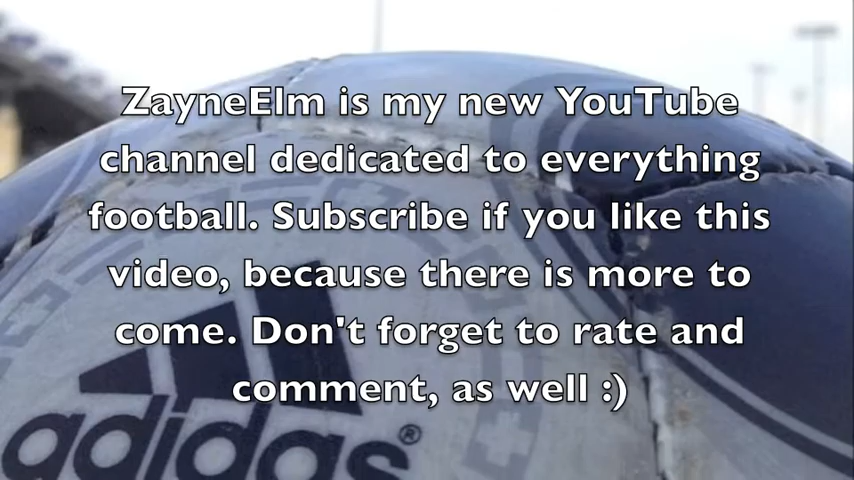 ZayneElm is my new YouTube
channel dedicated to everything
football. Subscribe if you like this
video, because there is more to
come. Don't forget to rate and
comment, as well :)
adidas®